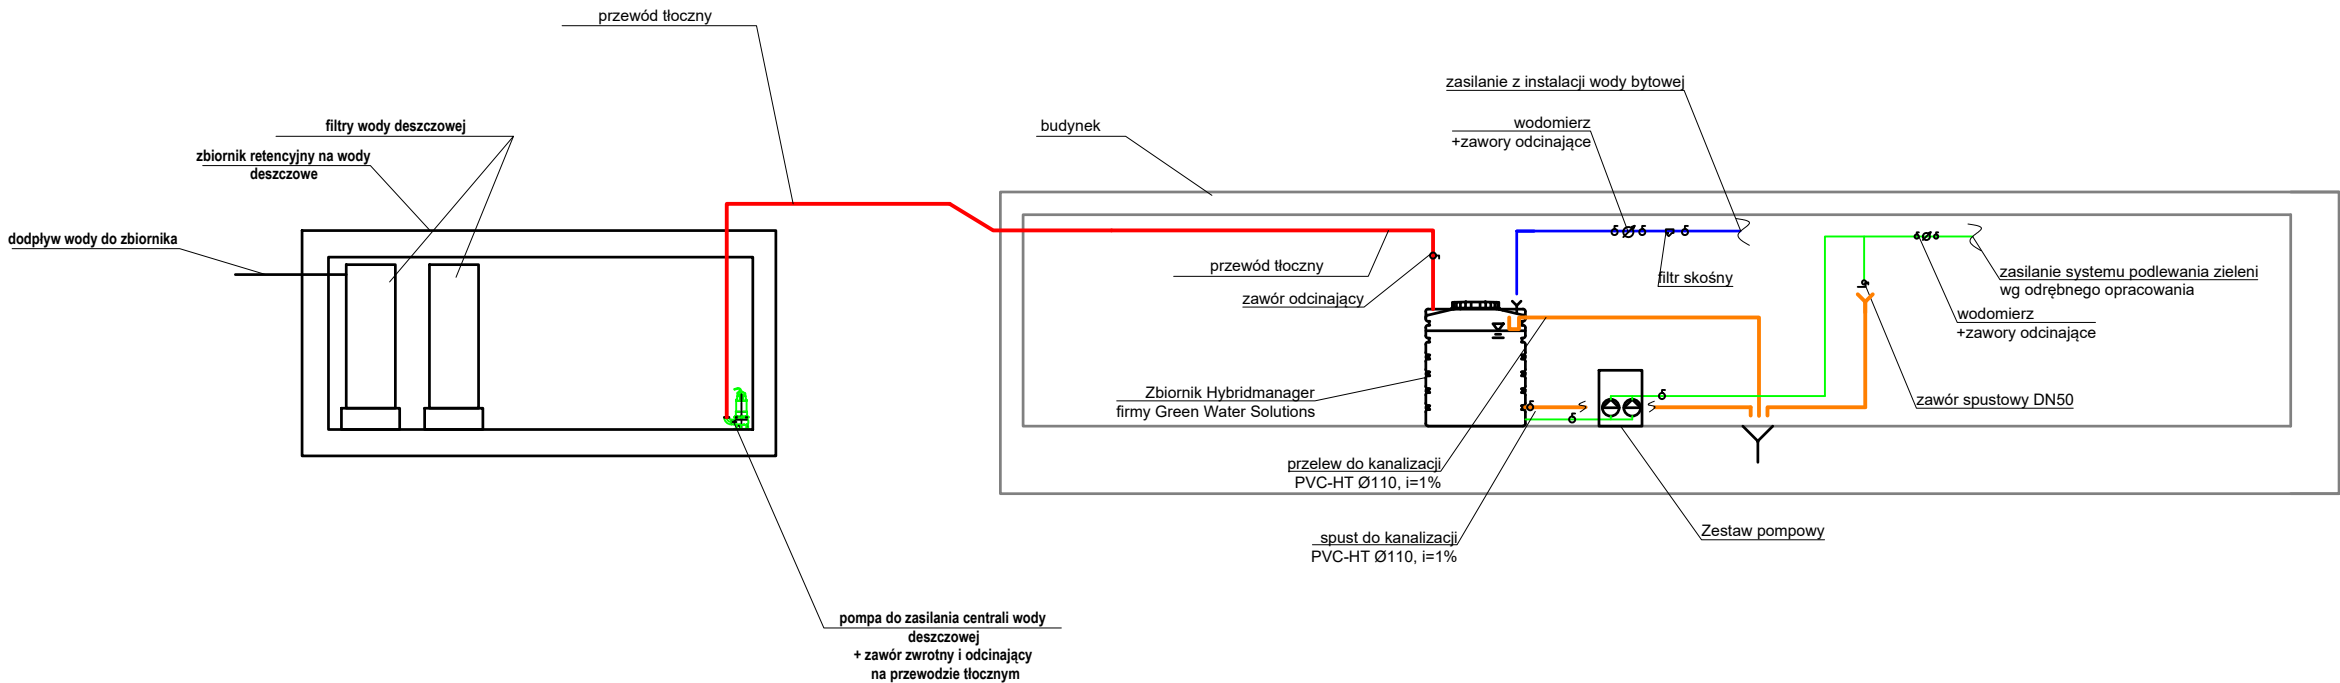 przewód tłoczny
zasilanie z instalacji wody bytowej
filtry wody deszczowej
budynek
wodomierz
+zawory odcinające
zbiornik retencyjny na wody
deszczowe
dodpływ wody do zbiornika
przewód tłoczny
zawór odcinający
filtr skośny
zasilanie systemu podlewania zieleni
wg odrębnego opracowania
wodomierz
+zawory odcinające
Zbiornik Hybridmanager
firmy Green Water Solutions
zawór spustowy DN50
przelew do kanalizacji
PVC-HT Ø110, i=1%
spust do kanalizacji
PVC-HT Ø110, i=1%
Zestaw pompowy
pompa do zasilania centrali wody
deszczowej
+ zawór zwrotny i odcinający
na przewodzie tłocznym